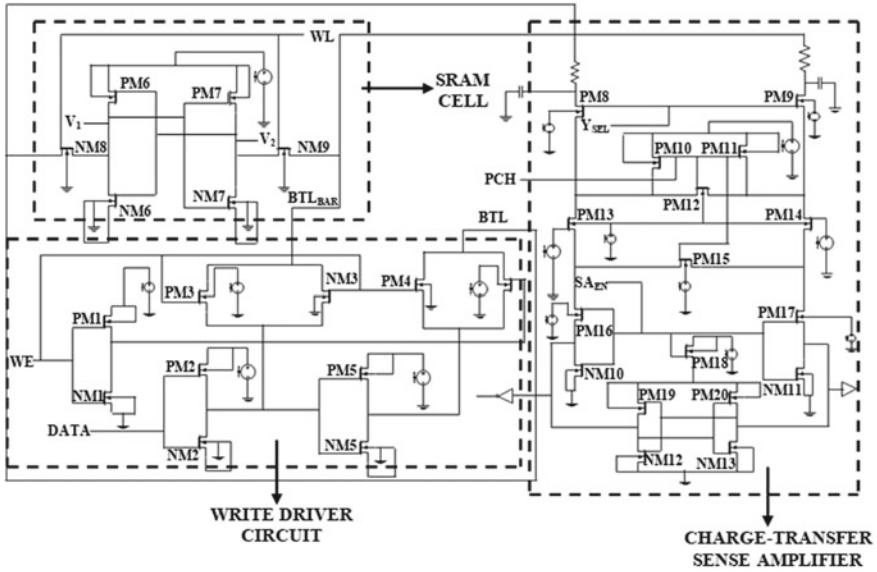 WL
SRAM
CELL
PM6
PM7
V1
V2
NM8
NM9
NM6
NM7
BTLBAR
BTL
PM8
PM9
YSEL
PM10
PM11
PCH
PM12
PM13
PM14
PM15
SAEN
PM16
PM17
PM18
NM10
NM11
PM19
PM20
NM12
NM13
PM3
NM3
PM4
PM1
WE
PM2
PM5
NM1
DATA
NM2
NM5
WRITE DRIVER
CIRCUIT
CHARGE-TRANSFER
SENSE AMPLIFIER